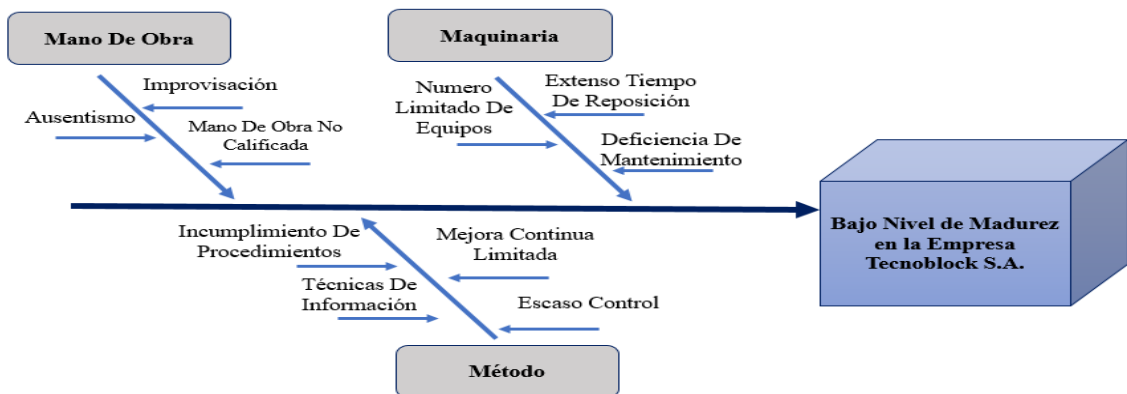 Mano De Obra
Improvisación
Ausentismo
Mano De Obra No
Calificada
Maquinaria
Numero
Limitado De
Equipos
Extenso Tiempo
De Reposición
Deficiencia De
Mantenimiento
Bajo Nivel de Madurez
en la Empresa
Tecnoblock S.A.
Incumplimiento De
Procedimientos
Mejora Continua
Limitada
Técnicas De
Información
Escaso Control
Método